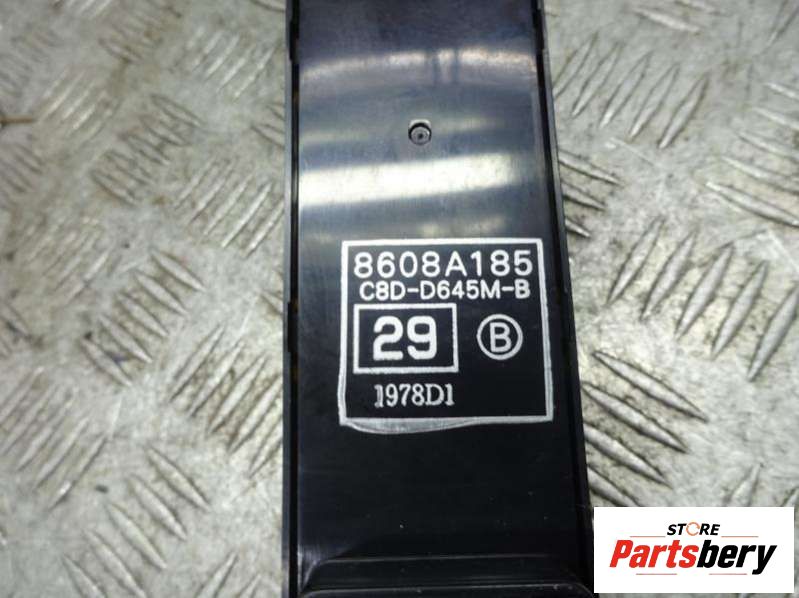 8608A185
C8D-D645M-B
29 B
1978D1
STORE
Partsbery